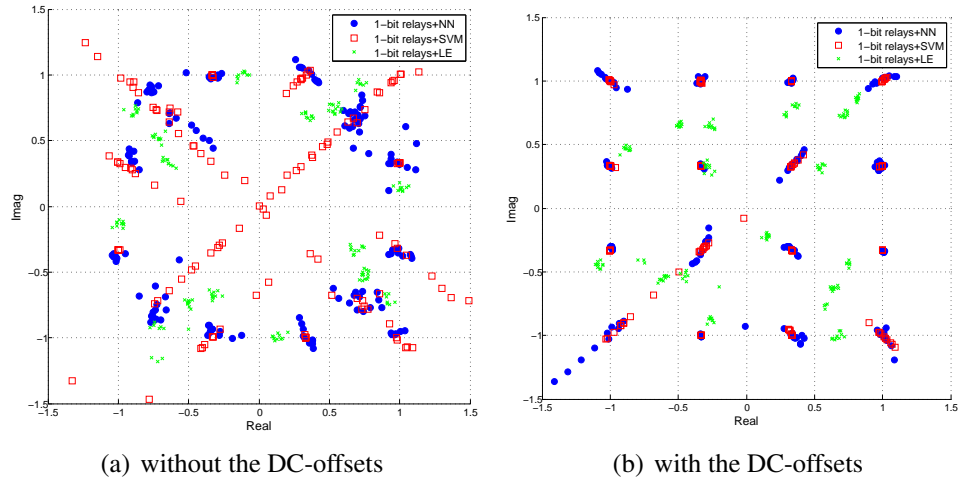 1−bit relays+NN
1−bit relays+SVM
1−bit relays+LE
1.5
1
0.5
0
−0.5
−1
−1.5
Imag
−1.5
−1
−0.5
0
0.5
1
1.5
Real
(a) without the DC-offsets
1−bit relays+NN
1−bit relays+SVM
1−bit relays+LE
1.5
1
0.5
0
−0.5
−1
−1.5
Imag
−1.5
−1
−0.5
0
0.5
1
1.5
Real
(b) with the DC-offsets